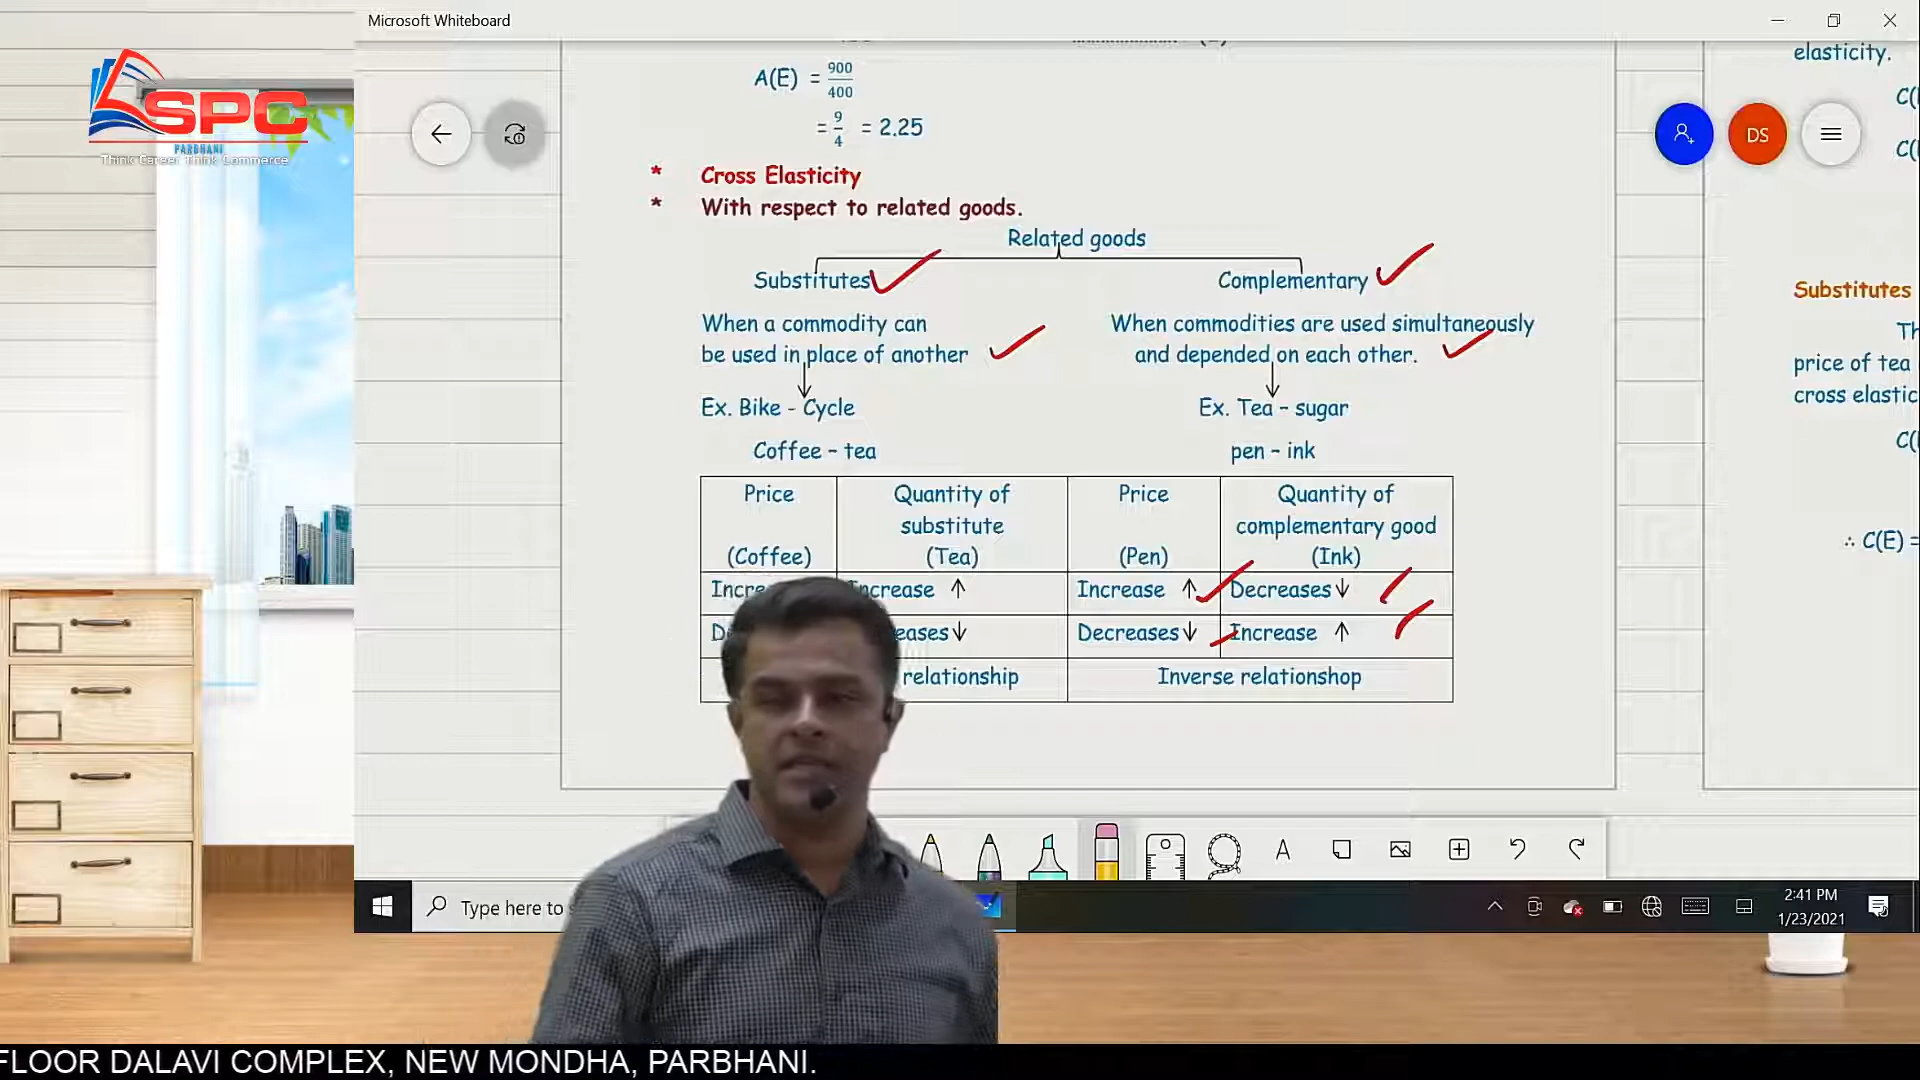 Microsoft Whiteboard
SPC
PARBHANI
Think Career Think Commerce
A(E) = 900/400
= 9/4 = 2.25
* Cross Elasticity
* With respect to related goods.
Related goods
Substitutes
Complementary
When a commodity can
be used in place of another
When commodities are used simultaneously
and depended on each other.
Ex. Bike - Cycle
Ex. Tea - sugar
Coffee - tea
pen - ink
Price
(Coffee)
Quantity of
substitute
(Tea)
Price
(Pen)
Quantity of
complementary good
(Ink)
Increase ↑
Increase ↑
Decreases ↓
Decreases ↓
Increase ↑
relationship
Inverse relationshop
elasticity.
DS
Substitutes
price of tea
∴ C(E) =
Type here to
2:41 PM
1/23/2021
FLOOR DALAVI COMPLEX, NEW MONDHA, PARBHANI.